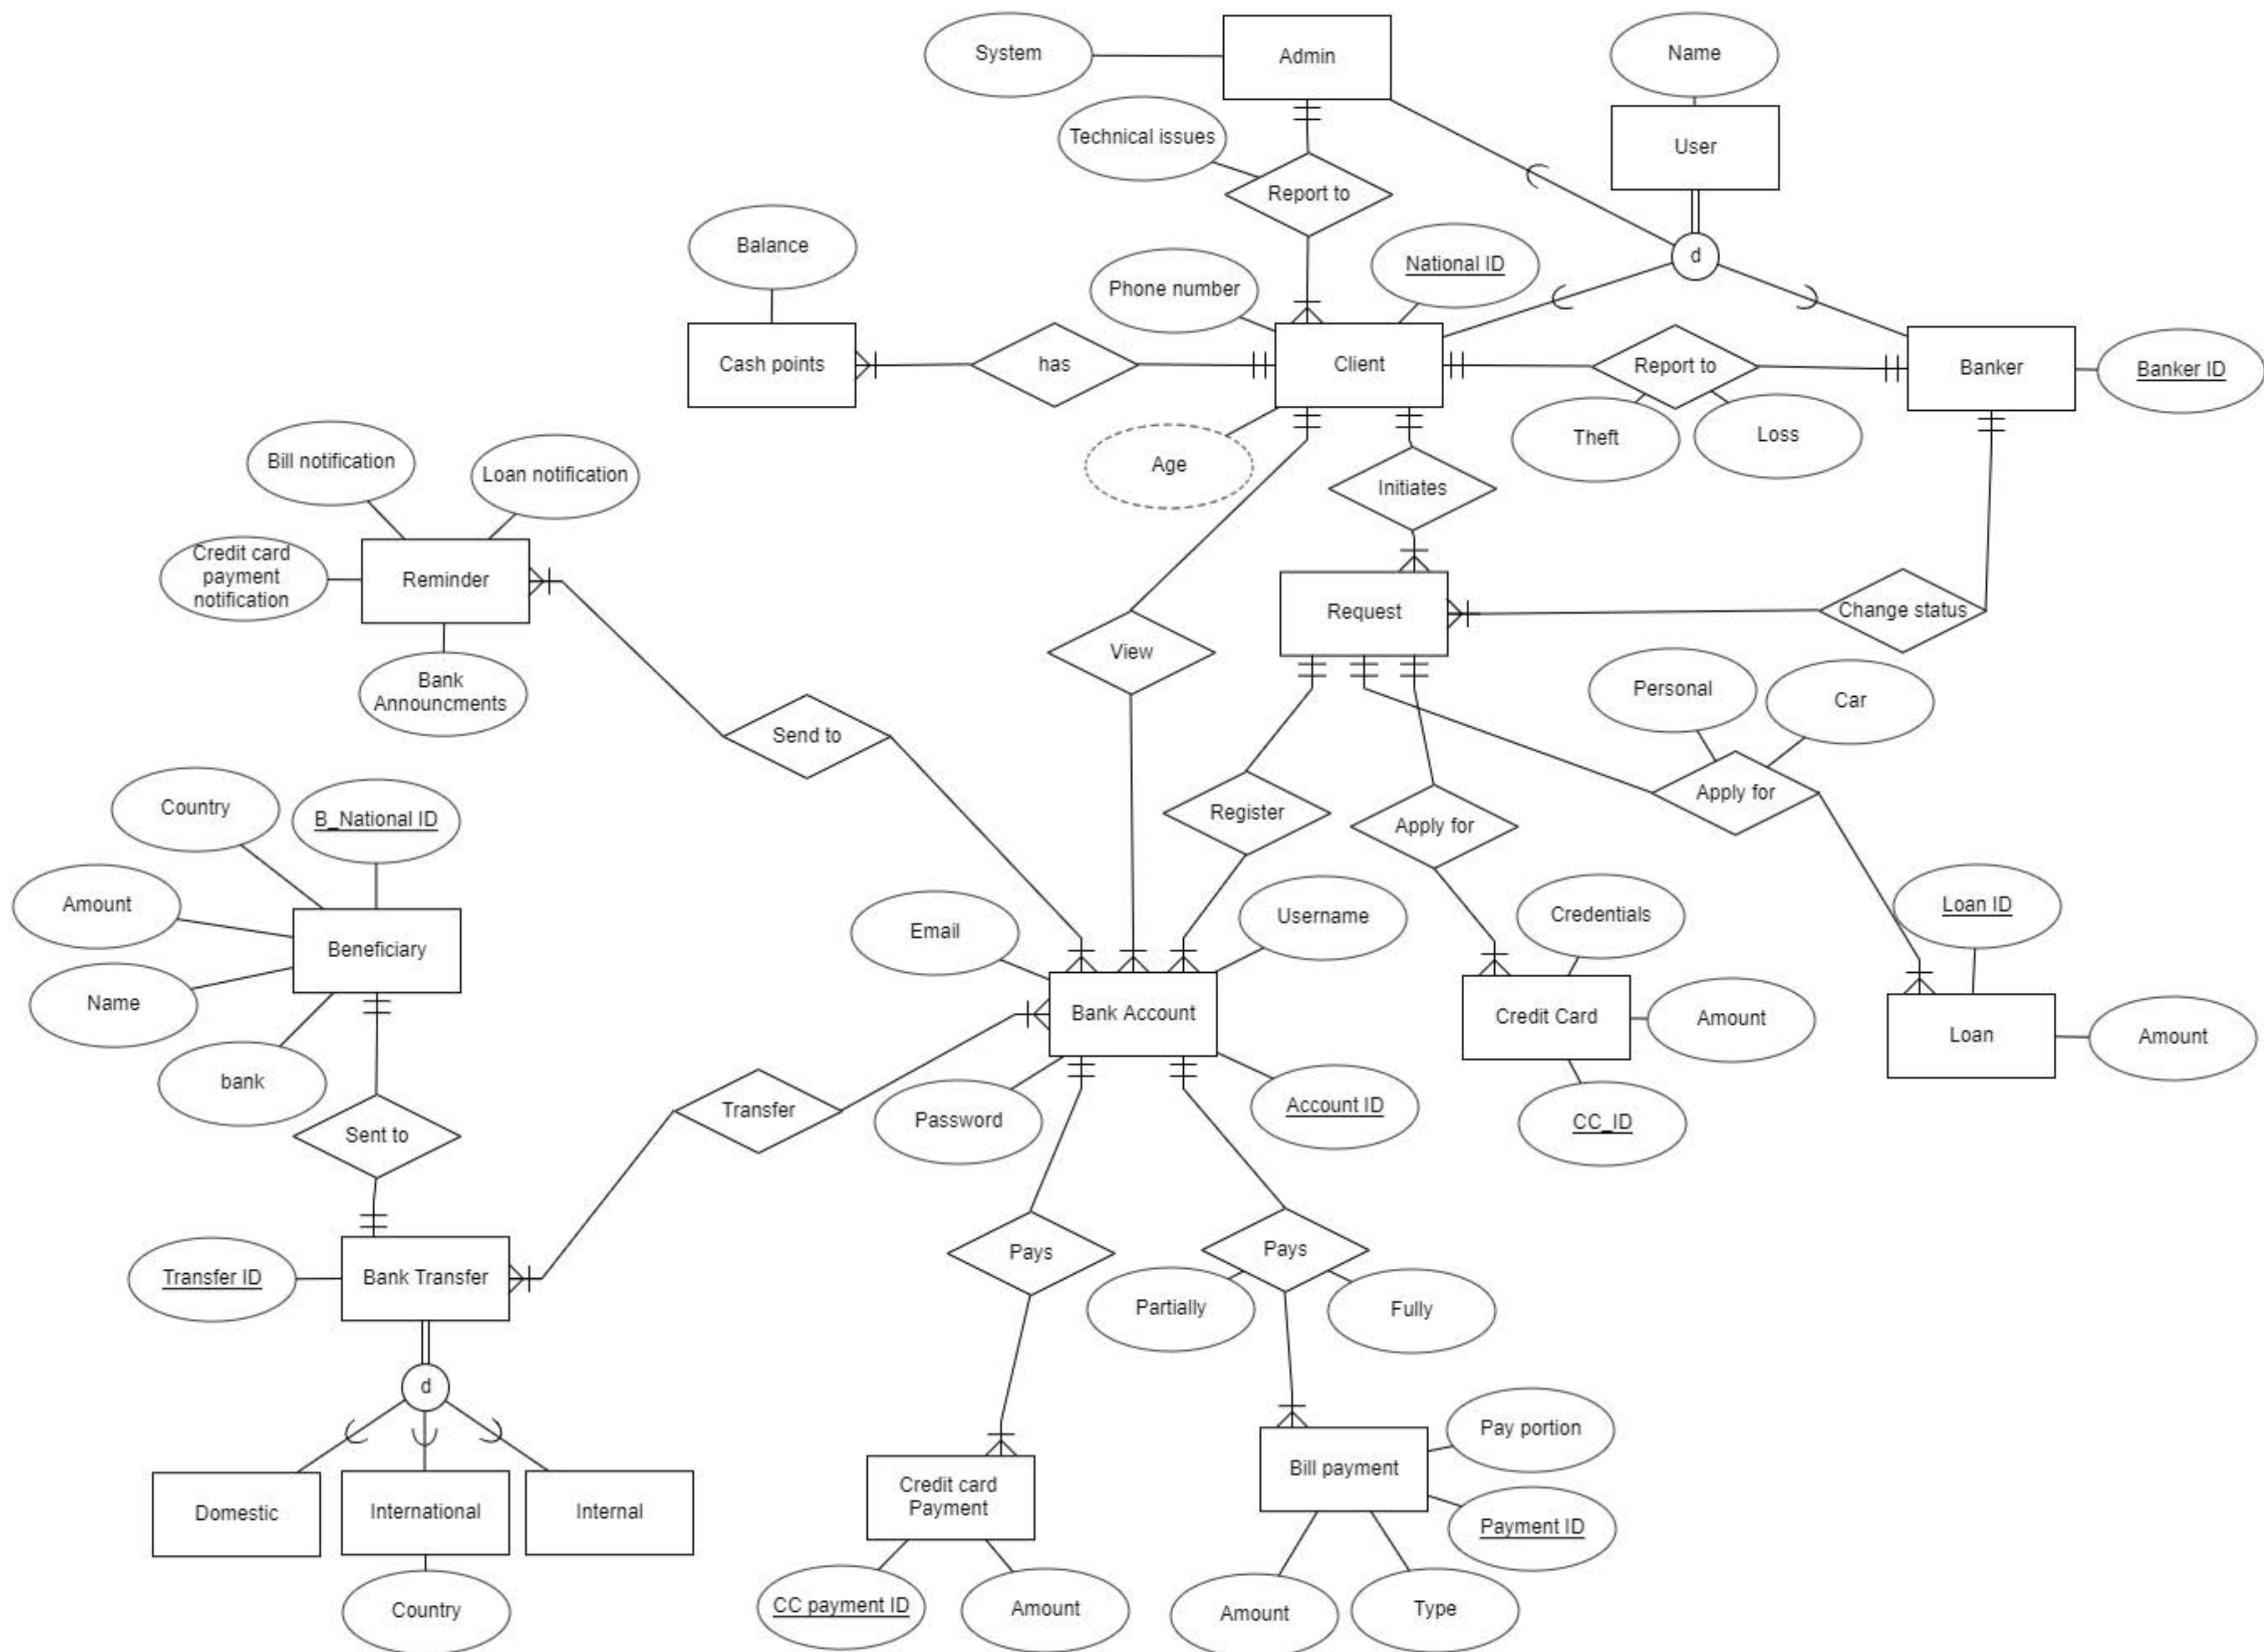 System
Admin
Name
Technical issues
User
Report to
Balance
National ID
d
Phone number
Cash points
has
Client
Report to
Banker
Banker ID
Theft
Loss
Age
Bill notification
Loan notification
Initiates
Credit card
payment
notification
Reminder
Request
Change status
View
Bank
Announcments
Personal
Car
Send to
Apply for
Country
B_National ID
Register
Apply for
Amount
Beneficiary
Email
Username
Credentials
Loan ID
Name
Bank Account
Credit Card
Amount
Loan
Amount
bank
Transfer
Password
Account ID
CC_ID
Sent to
Transfer ID
Bank Transfer
Pays
Pays
Partially
Fully
d
Domestic
International
Internal
Credit card
Payment
Bill payment
Pay portion
Payment ID
Country
CC payment ID
Amount
Amount
Type